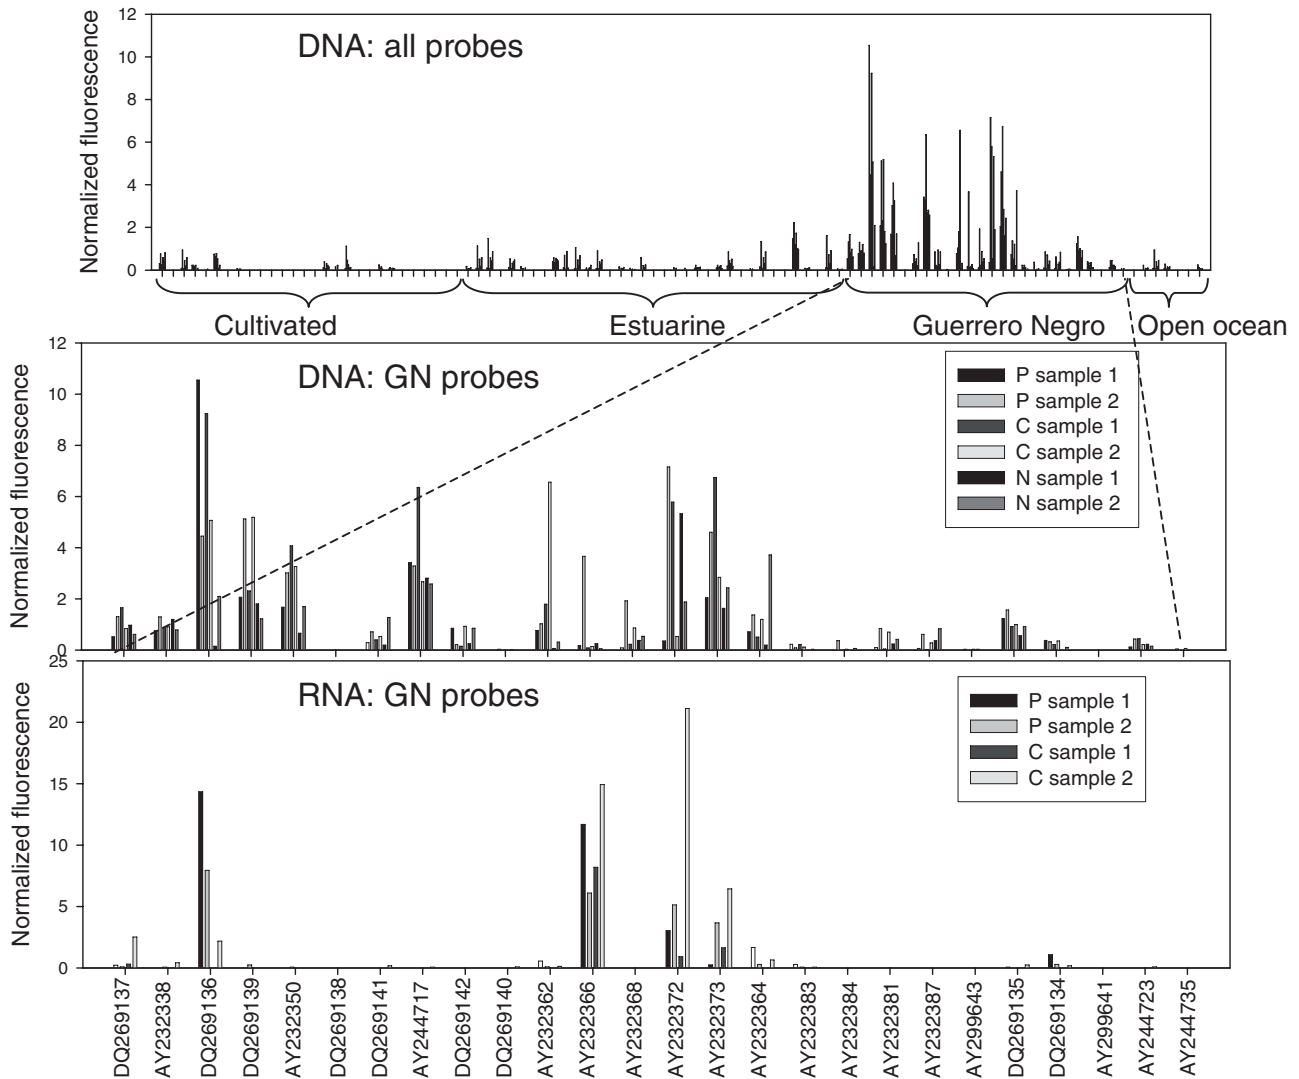 DNA: all probes
Normalized fluorescence
12
10
8
6
4
2
0
Cultivated
Estuarine
Guerrero Negro
Open ocean
DNA: GN probes
Normalized fluorescence
12
10
8
6
4
2
0
P sample 1
P sample 2
C sample 1
C sample 2
N sample 1
N sample 2
RNA: GN probes
Normalized fluorescence
25
20
15
10
5
0
P sample 1
P sample 2
C sample 1
C sample 2
DQ269137
AY232338
DQ269136
DQ269139
AY232350
DQ269138
DQ269141
AY244717
DQ269142
DQ269140
AY232362
AY232366
AY232368
AY232372
AY232373
AY232364
AY232383
AY232384
AY232381
AY232387
AY299643
DQ269135
DQ269134
AY299641
AY244723
AY244735